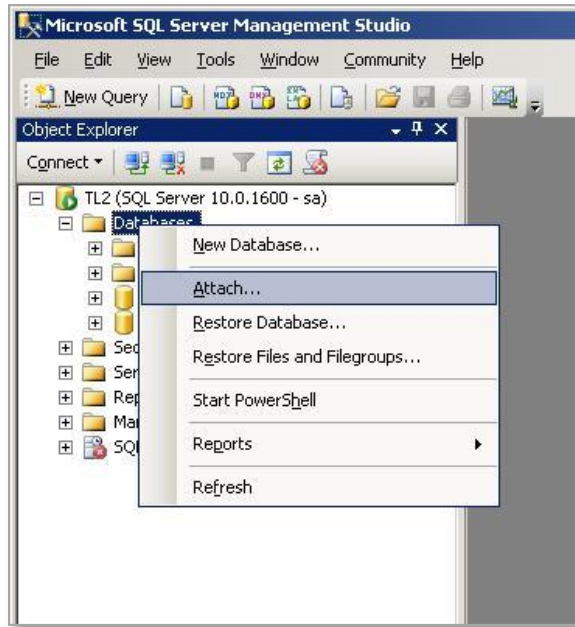 Microsoft SQL Server Management Studio
File Edit View Tools Window Community Help
New Query
Object Explorer
Connect
TL2 (SQL Server 10.0.1600 - sa)
Databases
New Database...
Attach...
Restore Database...
Restore Files and Filegroups...
Start PowerShell
Reports
Refresh
Sec
Ser
Rep
Ma
SQL